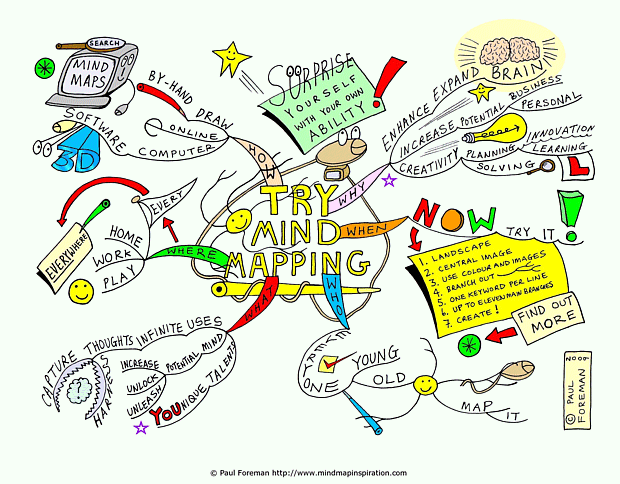 SEARCH
MIND
MAPS
BY-HAND DRAW
SOFTWARE
ONLINE
COMPUTER
3D
HOW
SURPRISE
YOURSELF
WITH YOUR OWN
ABILITY
!
ENHANCE EXPAND BRAIN
INCREASE POTENTIAL BUSINESS
PERSONAL
CREATIVITY PLANNING INNOVATION
LEARNING
SOLVING
L
WHY
TRY
MIND
MAPPING
WHEN
NOW
TRY IT !
1. LANDSCAPE
2. CENTRAL IMAGE
3. USE COLOUR AND IMAGES
4. BRANCH OUT
5. ONE KEYWORD PER LINE
6. UP TO ELEVEN MAIN BRANCHES
7. CREATE !
FIND OUT
MORE
WHERE
EVERY
EVERYWHERE
HOME
WORK
PLAY
WHAT
CAPTURE THOUGHTS INFINITE USES
HARNESS
INCREASE POTENTIAL MIND
UNLOCK
UNLEASH
YOUNIQUE TALENTS
WHO
EVERYONE
YOUNG
OLD
MAP IT
NO 09
© PAUL
FOREMAN
© Paul Foreman http://www.mindmapinspiration.com